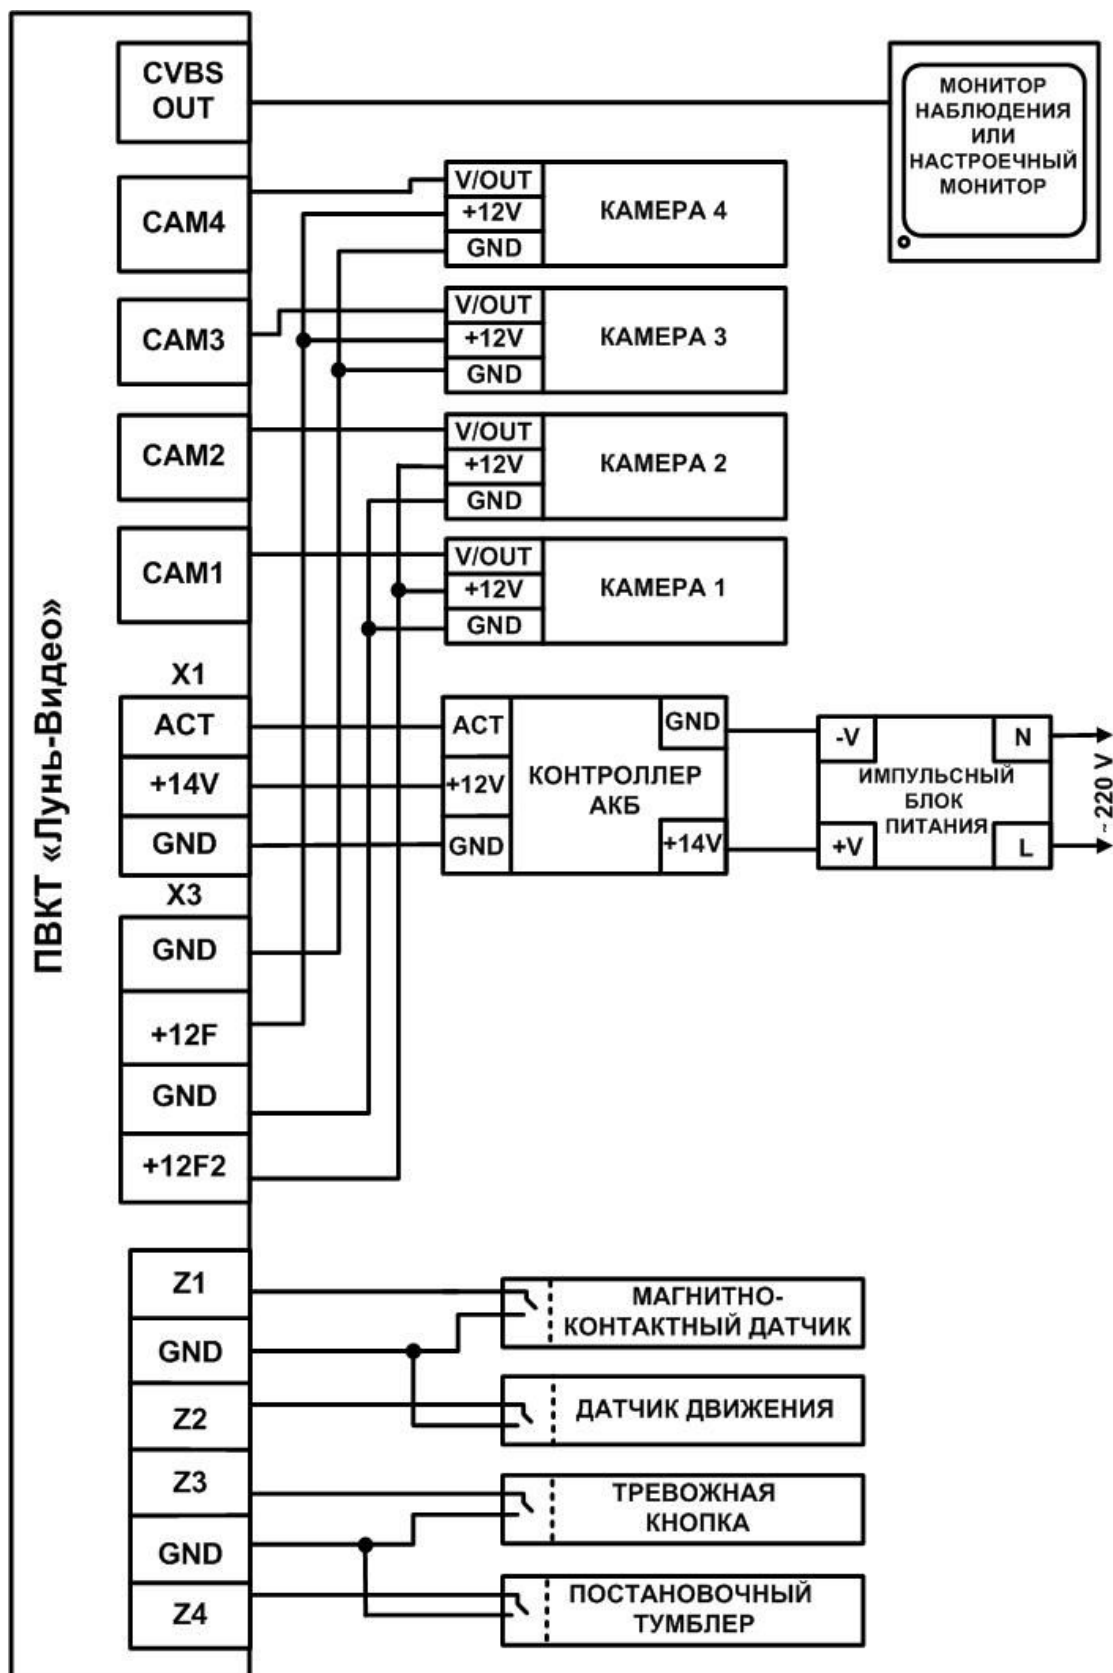 ПВКТ «Лунь-Видео»
CVBS
OUT
МОНИТОР
НАБЛЮДЕНИЯ
ИЛИ
НАСТРОЕЧНЫЙ
МОНИТОР
CAM4
V/OUT
+12V
GND
КАМЕРА 4
CAM3
V/OUT
+12V
GND
КАМЕРА 3
CAM2
V/OUT
+12V
GND
КАМЕРА 2
CAM1
V/OUT
+12V
GND
КАМЕРА 1
X1
ACT
+14V
GND
ACT
+12V
GND
КОНТРОЛЛЕР
АКБ
GND
+14V
-V
+V
ИМПУЛЬСНЫЙ
БЛОК
ПИТАНИЯ
N
L
~ 220 V
X3
GND
+12F
GND
+12F2
Z1
GND
Z2
Z3
GND
Z4
МАГНИТНО-
КОНТАКТНЫЙ ДАТЧИК
ДАТЧИК ДВИЖЕНИЯ
ТРЕВОЖНАЯ
КНОПКА
ПОСТАНОВОЧНЫЙ
ТУМБЛЕР